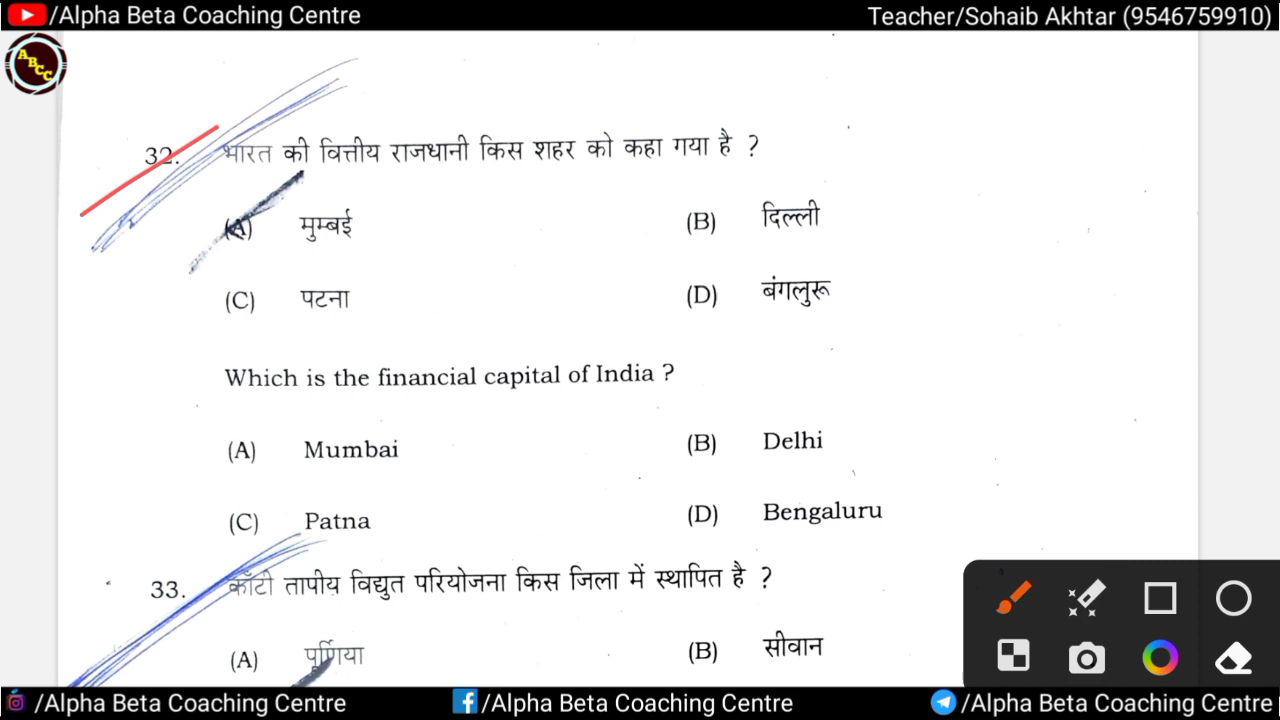 /Alpha Beta Coaching Centre
Teacher/Sohaib Akhtar (9546759910)
ABCC
32. भारत की वित्तीय राजधानी किस शहर को कहा गया है ?
(A) मुम्बई (B) दिल्ली
(C) पटना (D) बंगलुरू
Which is the financial capital of India ?
(A) Mumbai (B) Delhi
(C) Patna (D) Bengaluru
33. काँटी तापीय विद्युत परियोजना किस जिला में स्थापित है ?
(A) पूर्णिया (B) सीवान
/Alpha Beta Coaching Centre /Alpha Beta Coaching Centre /Alpha Beta Coaching Centre